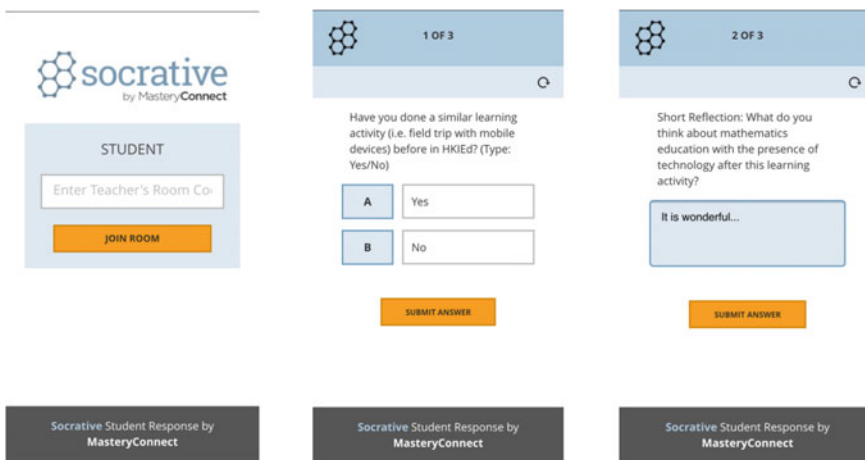 socrative
by MasteryConnect
STUDENT
Enter Teacher's Room Co
JOIN ROOM
Socrative Student Response by
MasteryConnect
1 OF 3
Have you done a similar learning
activity (i.e. field trip with mobile
devices) before in HKIEd? (Type:
Yes/No)
A Yes
B No
SUBMIT ANSWER
Socrative Student Response by
MasteryConnect
2 OF 3
Short Reflection: What do you
think about mathematics
education with the presence of
technology after this learning
activity?
It is wonderful...
SUBMIT ANSWER
Socrative Student Response by
MasteryConnect